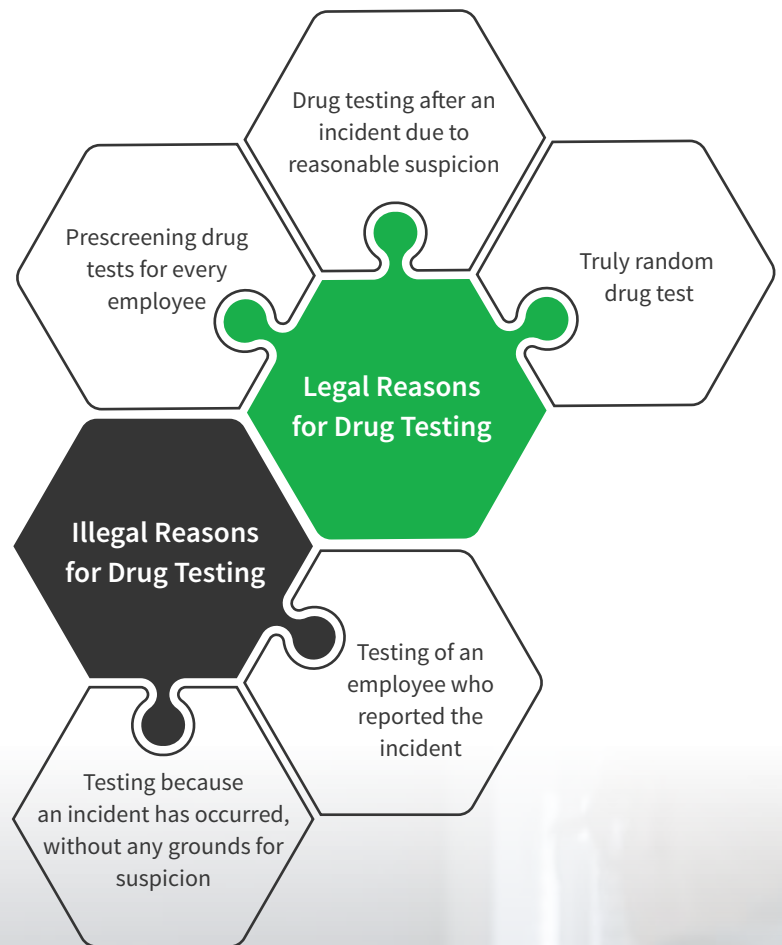 Drug testing after an
incident due to
reasonable suspicion
Prescreening drug
tests for every
employee
Truly random
drug test
Legal Reasons
for Drug Testing
Illegal Reasons
for Drug Testing
Testing of an
employee who
reported the
incident
Testing because
an incident has occurred,
without any grounds for
suspicion